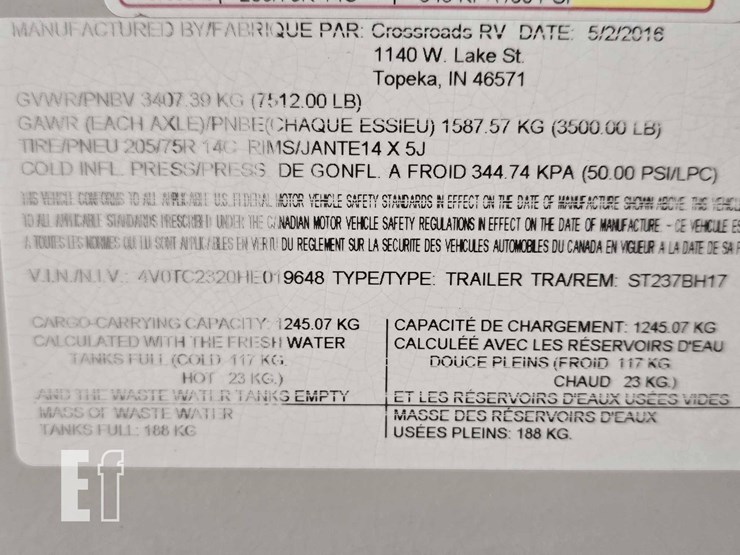 MANUFACTURED BY/FABRIQUE PAR: Crossroads RV DATE: 5/2/2016
1140 W. Lake St.
Topeka, IN 46571
GVWR/PNBV 3407.39 KG (7512.00 LB)
GAWR (EACH AXLE)/PNBE(CHAQUE ESSIEU) 1587.57 KG (3500.00 LB)
TIRE/PNEU 205/75R 14C RIMS/JANTE14 X 5J
COLD INFL. PRESS/PRESS. DE GONFL. A FROID 344.74 KPA (50.00 PSI/LPC)
THIS VEHICLE CONFORMS TO ALL APPLICABLE U.S. FEDERAL MOTOR VEHICLE SAFETY STANDARDS IN EFFECT ON THE DATE OF MANUFACTURE SHOWN ABOVE. THIS VEHICLE
TO ALL APPLICABLE STANDARDS PRESCRIBED UNDER THE CANADIAN MOTOR VEHICLE SAFETY REGULATIONS IN EFFECT ON THE DATE OF MANUFACTURE. - CE VEHICULE ES
A TOUTES LES NORMES QUI LUI SONT APPLICABLES EN VERTU DU REGLEMENT SUR LA SECURITE DES VEHICULES AUTOMOBILES DU CANADA EN VIGUEUR A LA DATE DE SA F
V.I.N./N.I.V.: 4V0TC2320HE019648 TYPE/TYPE: TRAILER TRA/REM: ST237BH17
CARGO-CARRYING CAPACITY: 1245.07 KG
CALCULATED WITH THE FRESH WATER
TANKS FULL (COLD 117 KG.
HOT 23 KG.)
AND THE WASTE WATER TANKS EMPTY
MASS OF WASTE WATER
TANKS FULL: 188 KG
CAPACITÉ DE CHARGEMENT: 1245.07 KG
CALCULÉE AVEC LES RÉSERVOIRS D'EAU
DOUCE PLEINS (FROID 117 KG.
CHAUD 23 KG.)
ET LES RÉSERVOIRS D'EAUX USÉES VIDES
MASSE DES RÉSERVOIRS D'EAUX
USÉES PLEINS: 188 KG.
Ef